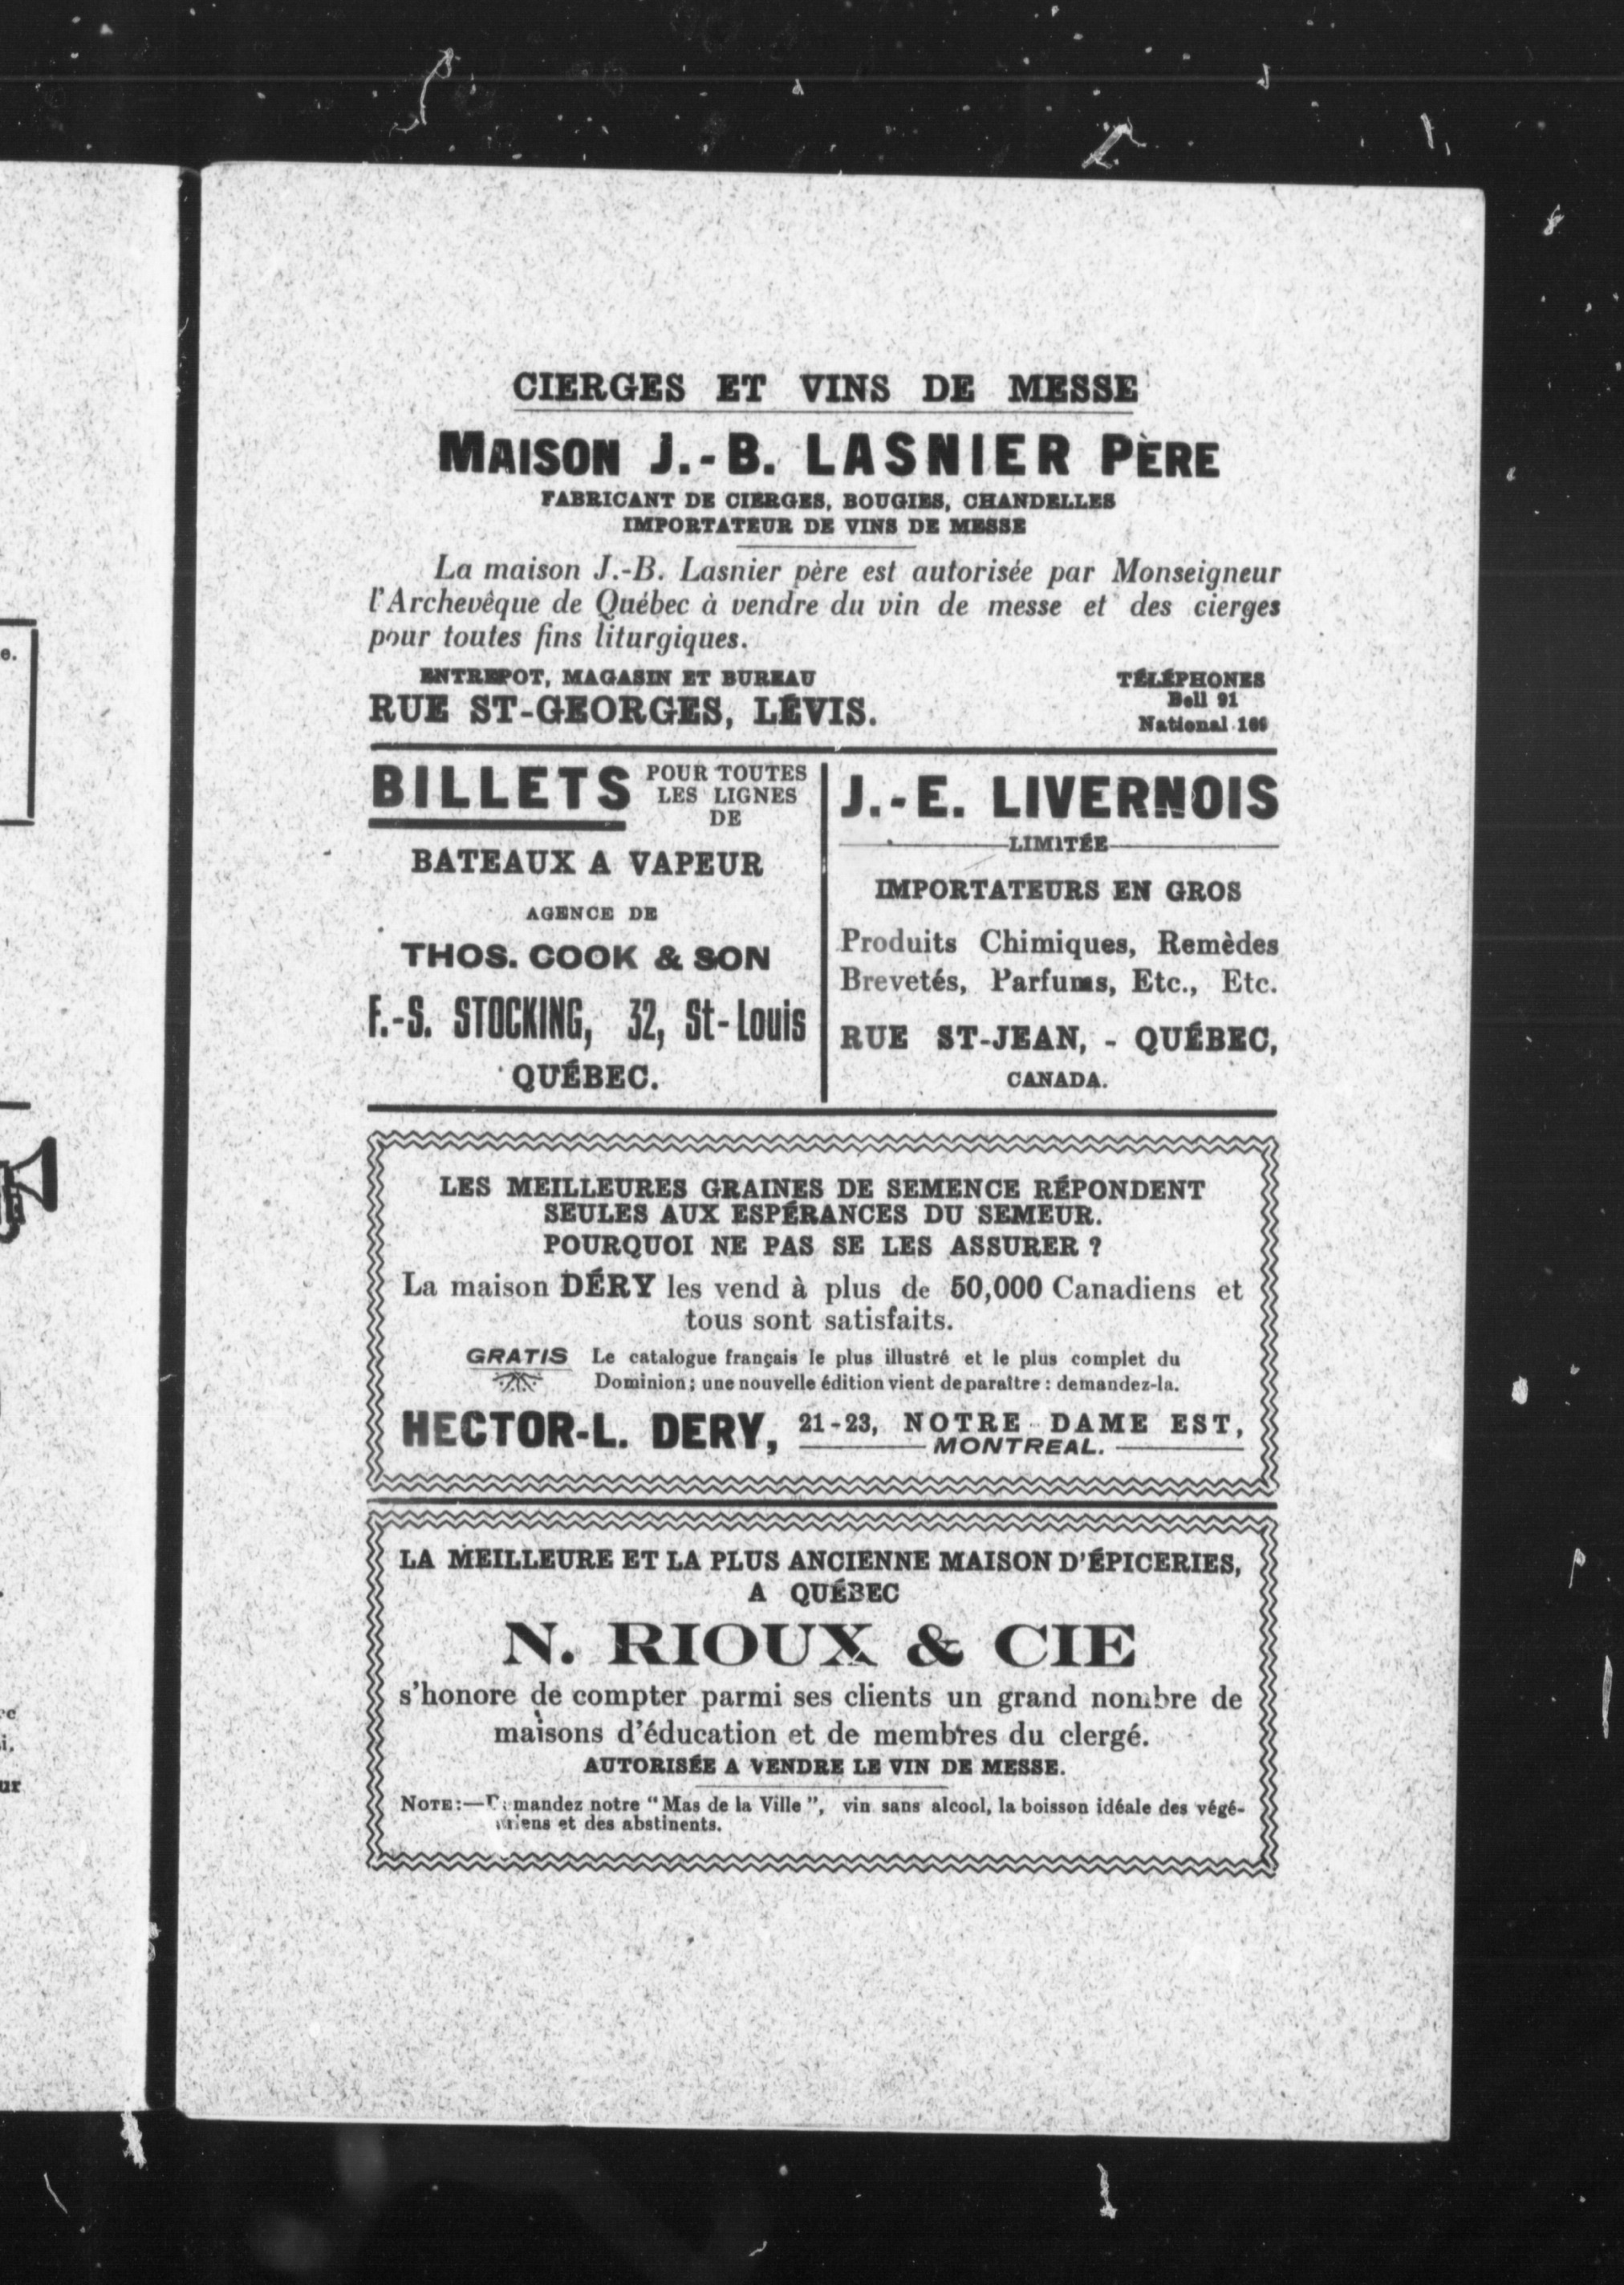 CIERGES ET VINS DE MESSE
MAISON J.-B. LASNIER PÈRE
FABRICANT DE CIERGES, BOUGIES, CHANDELLES
IMPORTATEUR DE VINS DE MESSE
La maison J.-B. Lasnier père est autorisée par Monseigneur
l'Archevêque de Québec à vendre du vin de messe et des cierges
pour toutes fins liturgiques.
ENTREPOT, MAGASIN ET BUREAU
RUE ST-GEORGES, LÉVIS.
TÉLÉPHONES
Bell 91
National
BILLETS POUR TOUTES
LES LIGNES
DE
BATEAUX A VAPEUR
AGENCE DE
THOS. COOK & SON
F.-S. STOCKING, 32, St-Louis
QUÉBEC.
J.-E. LIVERNOIS
LIMITÉE
IMPORTATEURS EN GROS
Produits Chimiques, Remèdes
Brevetés, Parfums, Etc., Etc.
RUE ST-JEAN, - QUÉBEC,
CANADA.
LES MEILLEURES GRAINES DE SEMENCE RÉPONDENT
SEULES AUX ESPÉRANCES DU SEMEUR.
POURQUOI NE PAS SE LES ASSURER ?
La maison DÉRY les vend à plus de 50,000 Canadiens et
tous sont satisfaits.
GRATIS Le catalogue français le plus illustré et le plus complet du
Dominion; une nouvelle édition vient de paraître : demandez-la.
HECTOR-L. DERY, 21-23, NOTRE DAME EST,
MONTREAL.
LA MEILLEURE ET LA PLUS ANCIENNE MAISON D'ÉPICERIES,
A QUÉBEC
N. RIOUX & CIE
s'honore de compter parmi ses clients un grand nombre de
maisons d'éducation et de membres du clergé.
AUTORISÉE A VENDRE LE VIN DE MESSE.
NOTE:—Demandez notre "Mas de la Ville", vin sans alcool, la boisson idéale des végé-
et des abstinents.